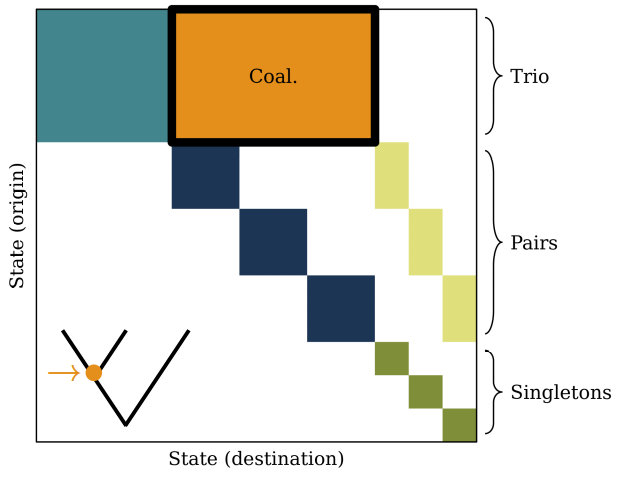 Coal.
Trio
Pairs
Singletons
State (origin)
State (destination)